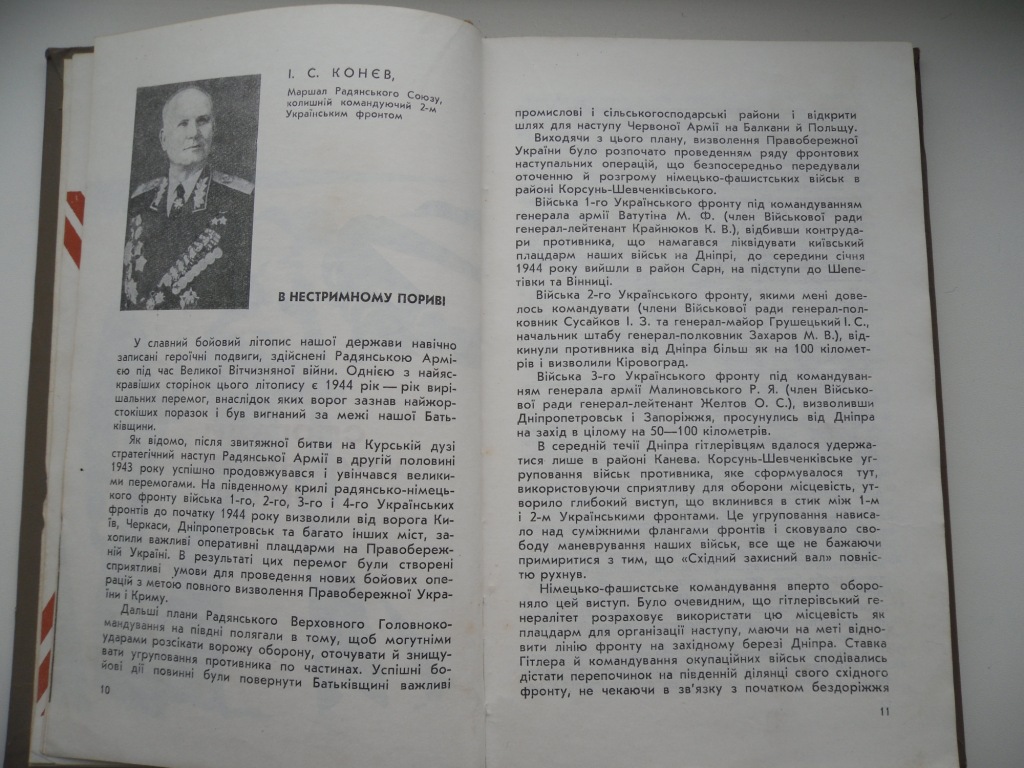 І. С. КОНЄВ,
Маршал Радянського Союзу,
колишній командуючий 2-м
Українським фронтом
В НЕСТРИМНОМУ ПОРИВІ
У славний бойовий літопис нашої держави навічно
записані героїчні подвиги, здійснені Радянською Армі-
єю під час Великої Вітчизняної війни. Однією з найяс-
кравіших сторінок цього літопису є 1944 рік — рік вирі-
шальних перемог, внаслідок яких ворог зазнав найжор-
стокіших поразок і був вигнаний за межі нашої Бать-
ківщини.
Як відомо, після звитяжної битви на Курській дузі
стратегічний наступ Радянської Армії в другій половині
1943 року успішно продовжувався і увінчався велики-
ми перемогами. На південному крилі радянсько-німець-
кого фронту війська 1-го, 2-го, 3-го і 4-го Українських
фронтів до початку 1944 року визволили від ворога Ки-
їв, Черкаси, Дніпропетровськ та багато інших міст, за-
хопили важливі оперативні плацдарми на Правобереж-
ній Україні. В результаті цих перемог були створені
сприятливі умови для проведення нових бойових опе-
рацій з метою повного визволення Правобережної Укра-
їни і Криму.
Дальші плани Радянського Верховного Головноко-
мандування на півдні полягали в тому, щоб могутніми
ударами розсікати ворожу оборону, оточувати й знищу-
вати угруповання противника по частинах. Успішні бо-
йові дії повинні були повернути Батьківщині важливі
10
промислові і сільськогосподарські райони і відкрити
шлях для наступу Червоної Армії на Балкани й Польщу.
Виходячи з цього плану, визволення Правобережної
України було розпочато проведенням ряду фронтових
наступальних операцій, що безпосередньо передували
оточенню й розгрому німецько-фашистських військ в
районі Корсунь-Шевченківського.
Війська 1-го Українського фронту під командуванням
генерала армії Ватутіна М. Ф. (член Військової ради
генерал-лейтенант Крайнюков К. В.), відбивши контруда-
ри противника, що намагався ліквідувати київський
плацдарм наших військ на Дніпрі, до середини січня
1944 року вийшли в район Сарн, на підступи до Шепе-
тівки та Вінниці.
Війська 2-го Українського фронту, якими мені дове-
лось командувати (члени Військової ради генерал-пол-
ковник Сусайков І. З. та генерал-майор Грушецький І. С.,
начальник штабу генерал-полковник Захаров М. В.), від-
кинули противника від Дніпра більш як на 100 кіломет-
рів і визволили Кіровоград.
Війська 3-го Українського фронту під командуван-
ням генерала армії Малиновського Р. Я. (член Військо-
вої ради генерал-лейтенант Желтов О. С.), визволивши
Дніпропетровськ і Запоріжжя, просунулись від Дніпра
на захід в цілому на 50—100 кілометрів.
В середній течії Дніпра гітлерівцям вдалося удержа-
тися лише в районі Канева. Корсунь-Шевченківське уг-
руповання військ противника, яке сформувалося тут,
використовуючи сприятливу для оборони місцевість, ут-
ворило глибокий виступ, що вклинився в стик між 1-м
і 2-м Українськими фронтами. Це угруповання нависа-
ло над суміжними флангами фронтів і сковувало сво-
боду маневрування наших військ, все ще не бажаючи
примиритися з тим, що «Східний захисний вал» повніс-
тю рухнув.
Німецько-фашистське командування вперто оборо-
няло цей виступ. Було очевидним, що гітлерівський ге-
нералітет розраховує використати цю місцевість як
плацдарм для організації наступу, маючи на меті відно-
вити лінію фронту на західному березі Дніпра. Ставка
Гітлера й командування окупаційних військ сподівались
дістати перепочинок на південній ділянці свого східного
фронту, не чекаючи в зв'язку з початком бездоріжжя
11